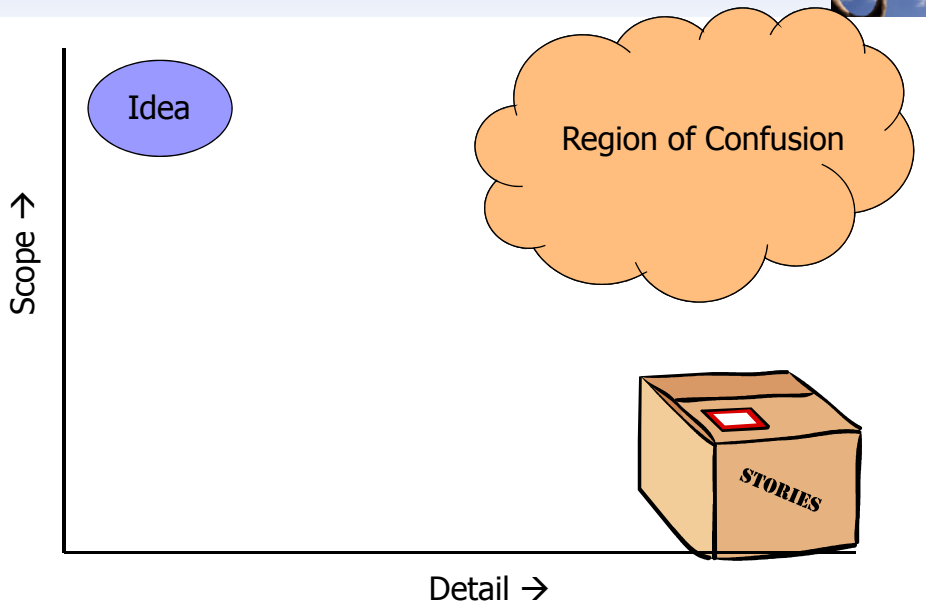 Idea
Region of Confusion
Scope →
STORIES
Detail →